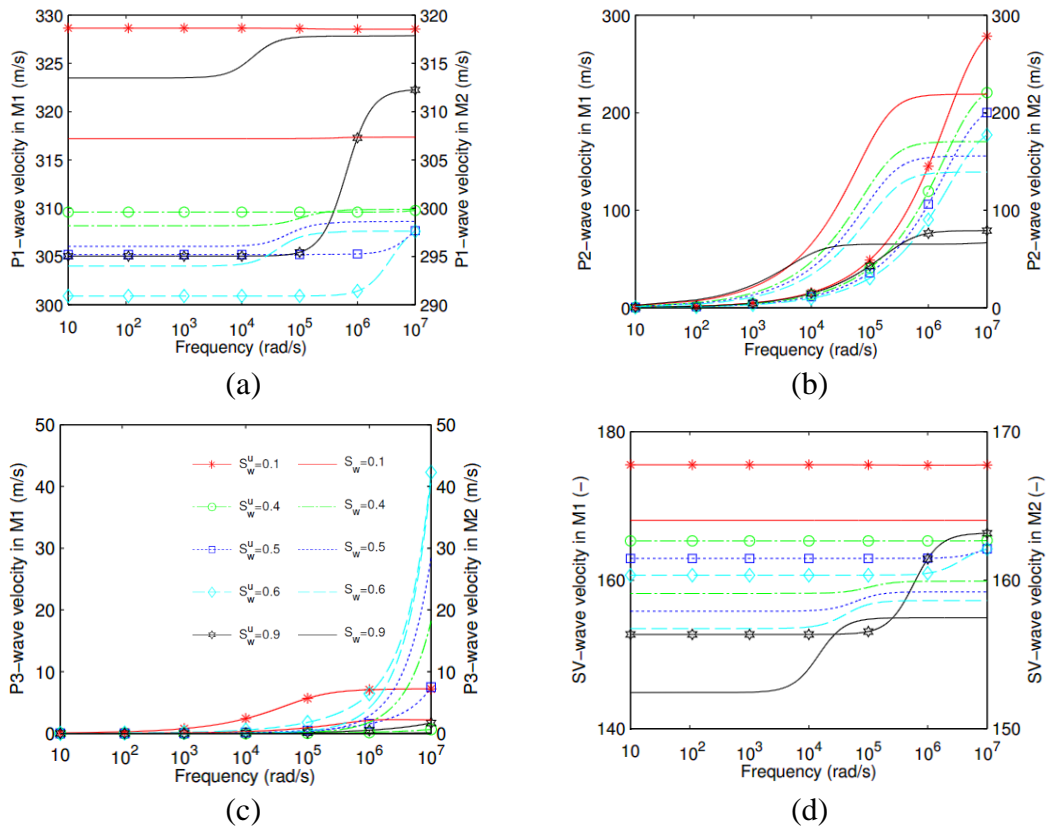 330
325
320
315
310
305
300
P1-wave velocity in M1 (m/s)
320
315
310
305
300
295
290
P1-wave velocity in M2 (m/s)
10 10² 10³ 10⁴ 10⁵ 10⁶ 10⁷
Frequency (rad/s)
(a)
300
200
100
0
P2-wave velocity in M1 (m/s)
300
200
100
0
P2-wave velocity in M2 (m/s)
10 10² 10³ 10⁴ 10⁵ 10⁶ 10⁷
Frequency (rad/s)
(b)
50
40
30
20
10
0
P3-wave velocity in M1 (m/s)
50
40
30
20
10
0
P3-wave velocity in M2 (m/s)
S_w^u=0.1 S_w=0.1
S_w^u=0.4 S_w=0.4
S_w^u=0.5 S_w=0.5
S_w^u=0.6 S_w=0.6
S_w^u=0.9 S_w=0.9
10 10² 10³ 10⁴ 10⁵ 10⁶ 10⁷
Frequency (rad/s)
(c)
180
160
140
SV-wave velocity in M1 (-)
170
160
150
SV-wave velocity in M2 (-)
10 10² 10³ 10⁴ 10⁵ 10⁶ 10⁷
Frequency (rad/s)
(d)